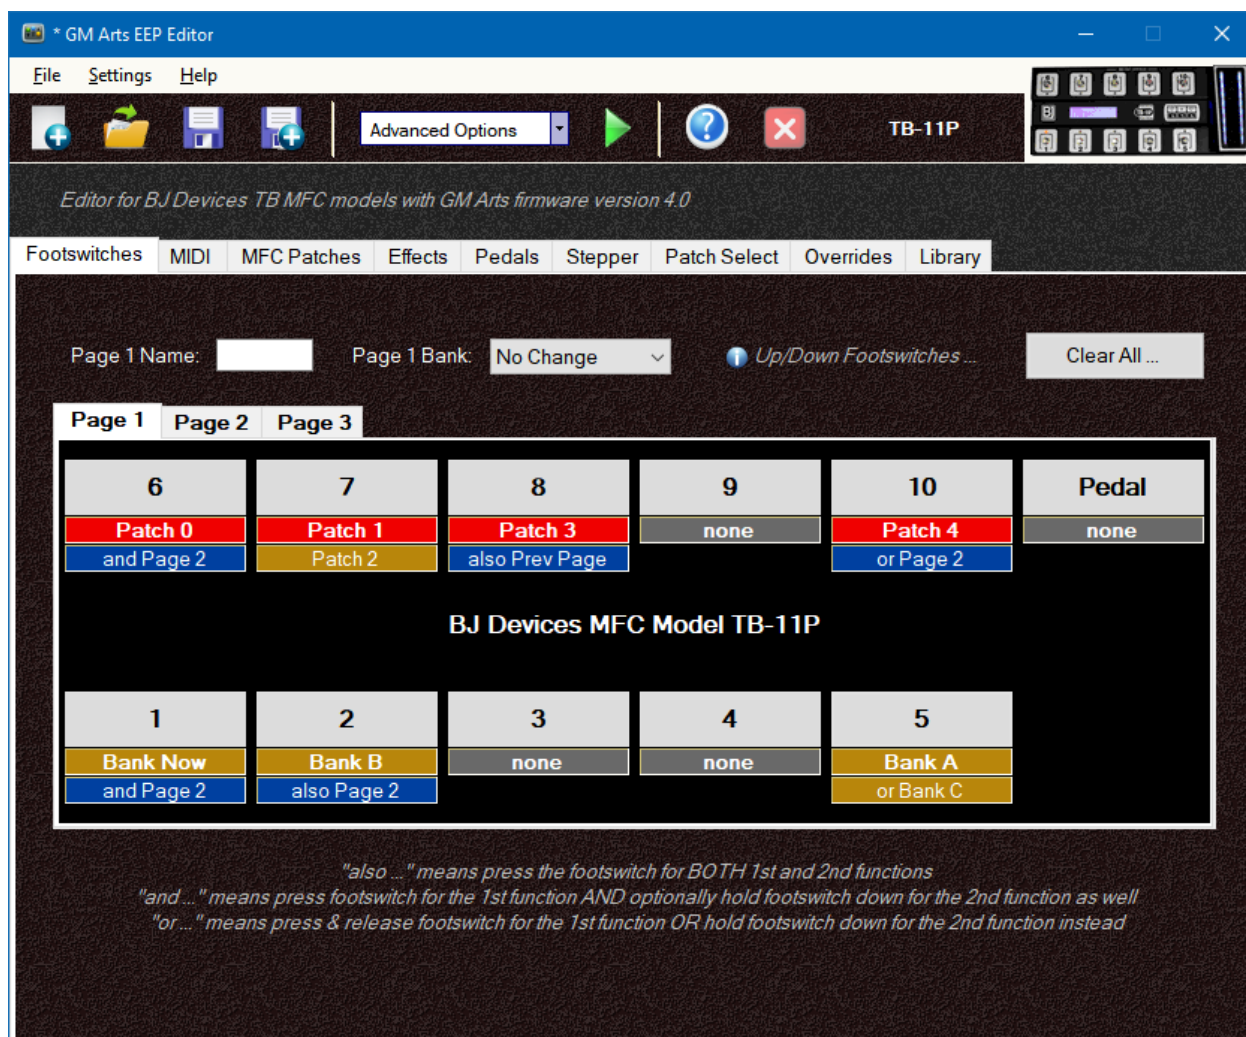 * GM Arts EEP Editor
File Settings Help
Advanced Options TB-11P
Editor for BJ Devices TB MFC models with GM Arts firmware version 4.0
Footswitches MIDI MFC Patches Effects Pedals Stepper Patch Select Overrides Library
Page 1 Name: Page 1 Bank: No Change Up/Down Footswitches ... Clear All ...
Page 1 Page 2 Page 3
6 7 8 9 10 Pedal
Patch 0 Patch 1 Patch 3 none Patch 4 none
and Page 2 Patch 2 also Prev Page or Page 2
BJ Devices MFC Model TB-11P
1 2 3 4 5
Bank Now Bank B none none Bank A
and Page 2 also Page 2 or Bank C
"also ..." means press the footswitch for BOTH 1st and 2nd functions
"and ..." means press footswitch for the 1st function AND optionally hold footswitch down for the 2nd function as well
"or ..." means press & release footswitch for the 1st function OR hold footswitch down for the 2nd function instead